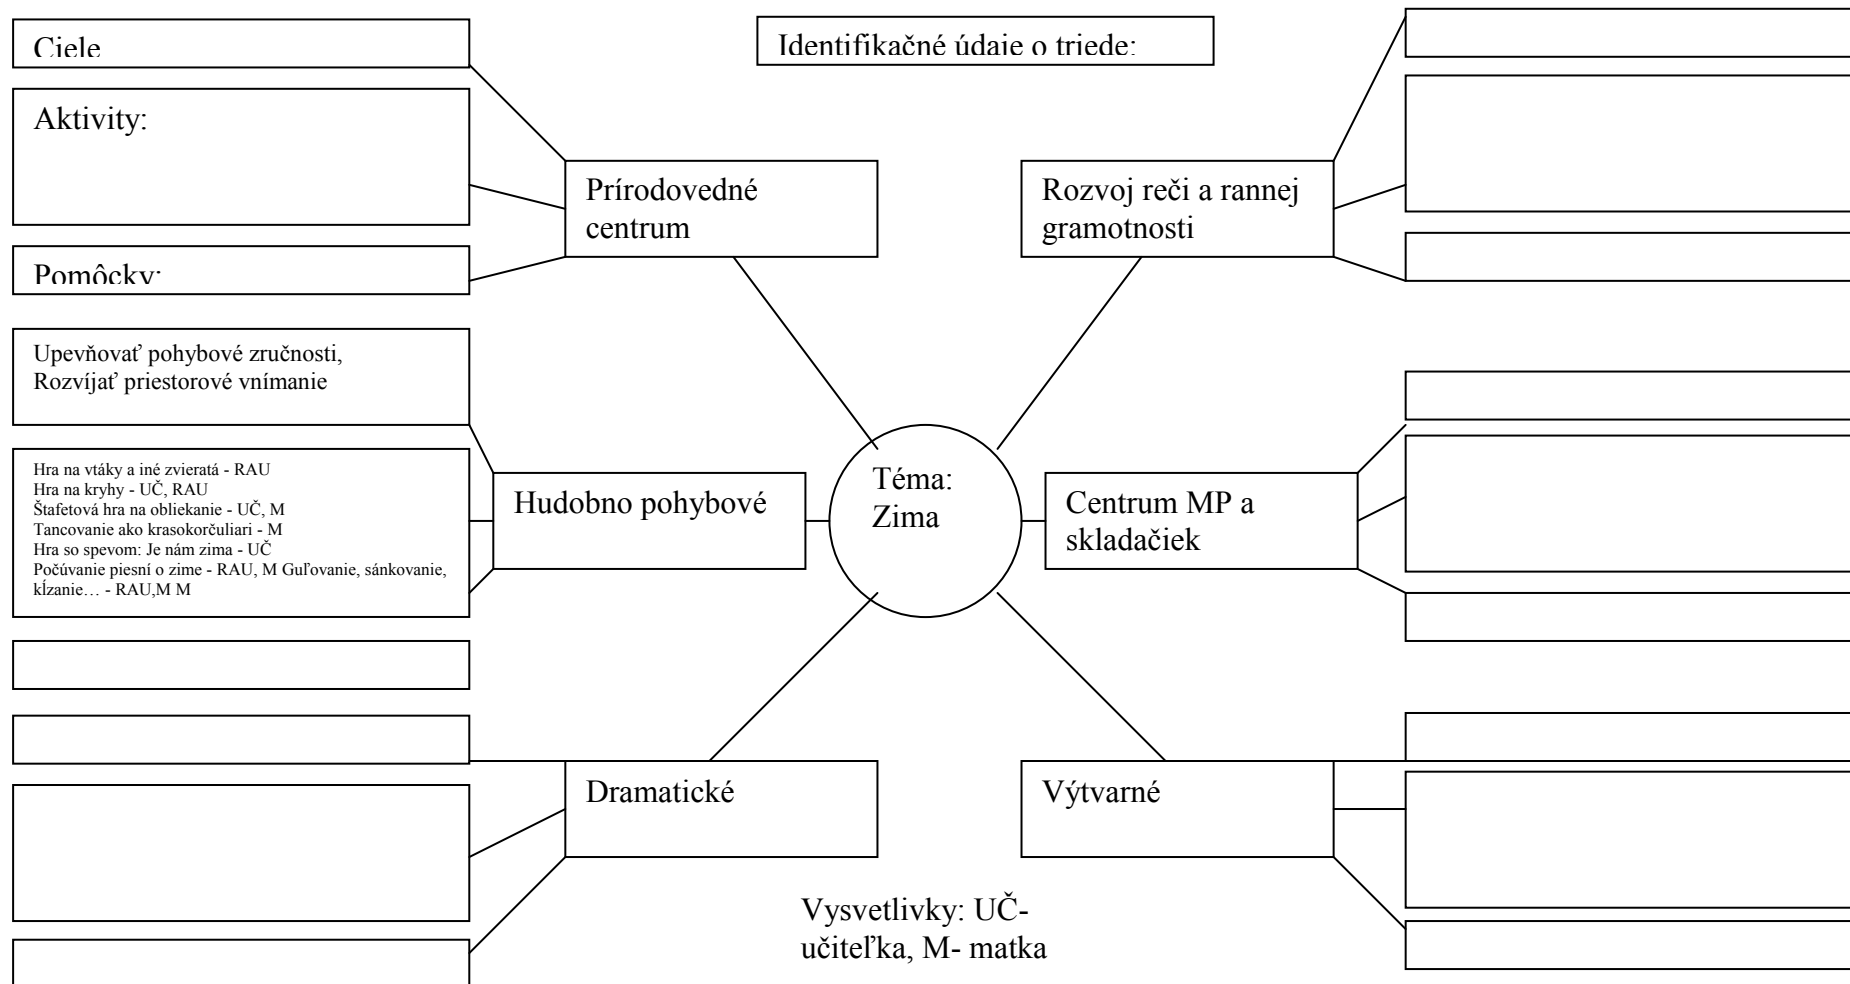 Ciele
Identifikačné údaje o triede:
Aktivity:
Prírodovedné
centrum
Rozvoj reči a rannej
gramotnosti
Pomôcky:
Upevňovať pohybové zručnosti,
Rozvíjať priestorové vnímanie
Hra na vtáky a iné zvieratá - RAU
Hra na kryhy - UČ, RAU
Štafetová hra na obliekanie - UČ, M
Tancovanie ako krasokorčuliari - M
Hra so spevom: Je nám zima - UČ
Počúvanie piesní o zime - RAU, M Guľovanie, sánkovanie,
kĺzanie… - RAU,M M
Hudobno pohybové
Téma:
Zima
Centrum MP a
skladačiek
Dramatické
Výtvarné
Vysvetlivky: UČ-
učiteľka, M- matka